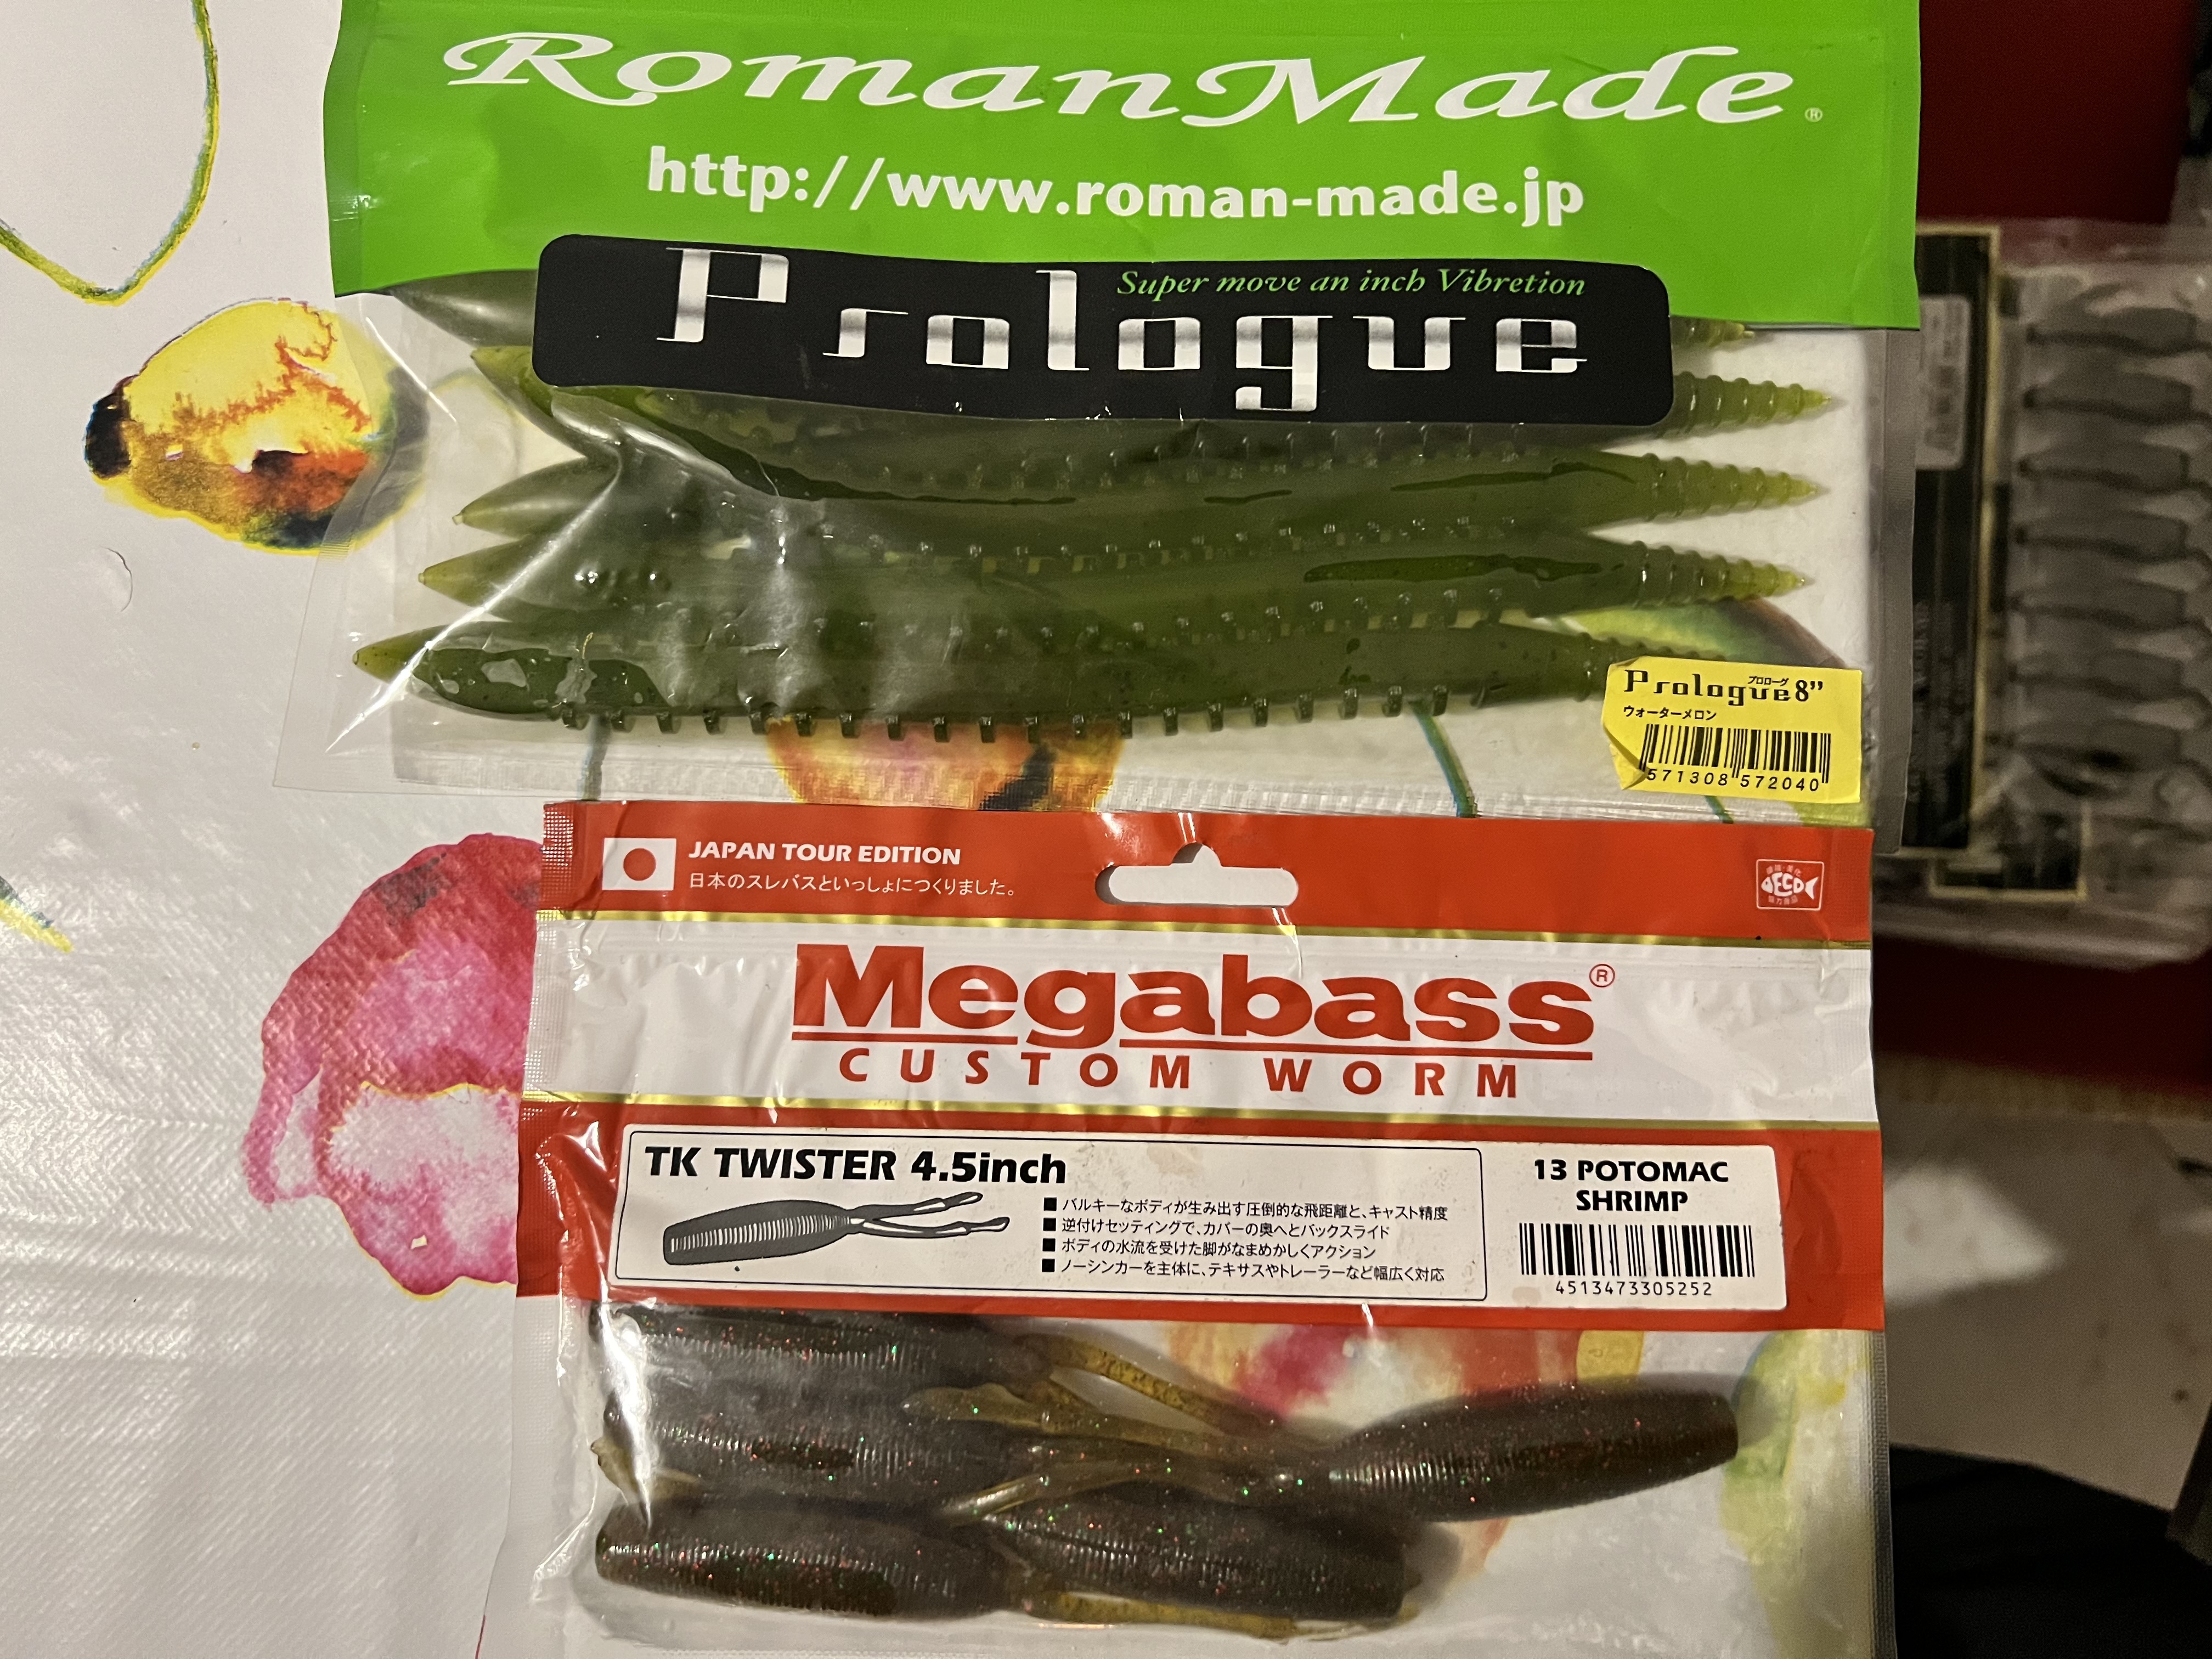 RomanMade®
http://www.roman-made.jp
Super move an inch Vibretion
Prologue
プロローグ
Prologue 8”
ウォーターメロン
571308 572040
JAPAN TOUR EDITION
日本のスレバスといっしょにつくりました。
ECO
協力商品
Megabass®
CUSTOM WORM
TK TWISTER 4.5inch
■ バルキーなボディが生み出す圧倒的な飛距離と、キャスト精度
■ 逆付けセッティングで、カバーの奥へとバックスライド
■ ボディの水流を受けた脚がなまめかしくアクション
■ ノーシンカーを主体に、テキサスやトレーラーなど幅広く対応
13 POTOMAC
SHRIMP
4513473305252